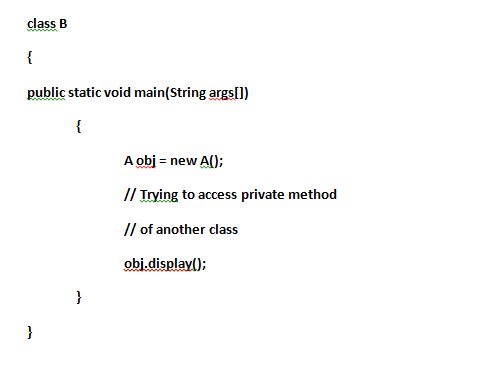 class B
{
public static void main(String args[])
{
A obj = new A();
// Trying to access private method
// of another class
obj.display();
}
}